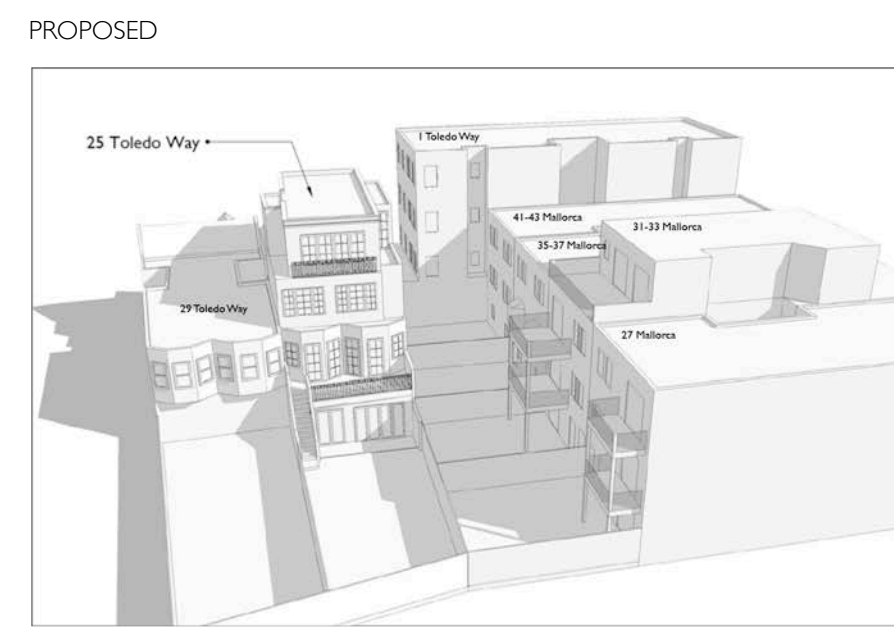 PROPOSED
25 Toledo Way
1 Toledo Way
41-43 Mallorca
31-33 Mallorca
35-37 Mallorca
29 Toledo Way
27 Mallorca